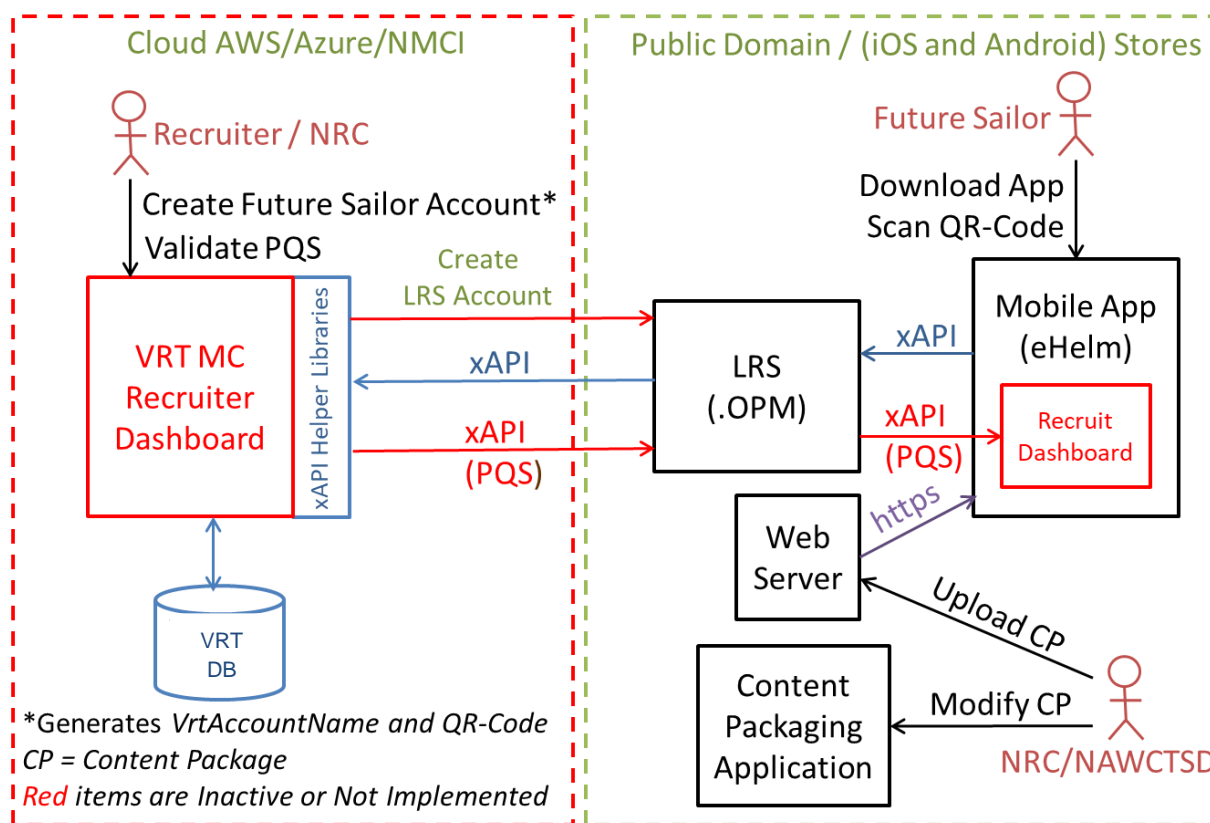 Cloud AWS/Azure/NMCI
Recruiter / NRC
Create Future Sailor Account*
Validate PQS
VRT MC
Recruiter
Dashboard
xAPI Helper Libraries
Create
LRS Account
xAPI
xAPI
(PQS)
VRT
DB
*Generates VrtAccountName and QR-Code
CP = Content Package
Red items are Inactive or Not Implemented
Public Domain / (iOS and Android) Stores
Future Sailor
Download App
Scan QR-Code
Mobile App
(eHelm)
xAPI
LRS
(.OPM)
xAPI
(PQS)
Recruit
Dashboard
https
Web
Server
Upload CP
Content
Packaging
Application
Modify CP
NRC/NAWCTSD